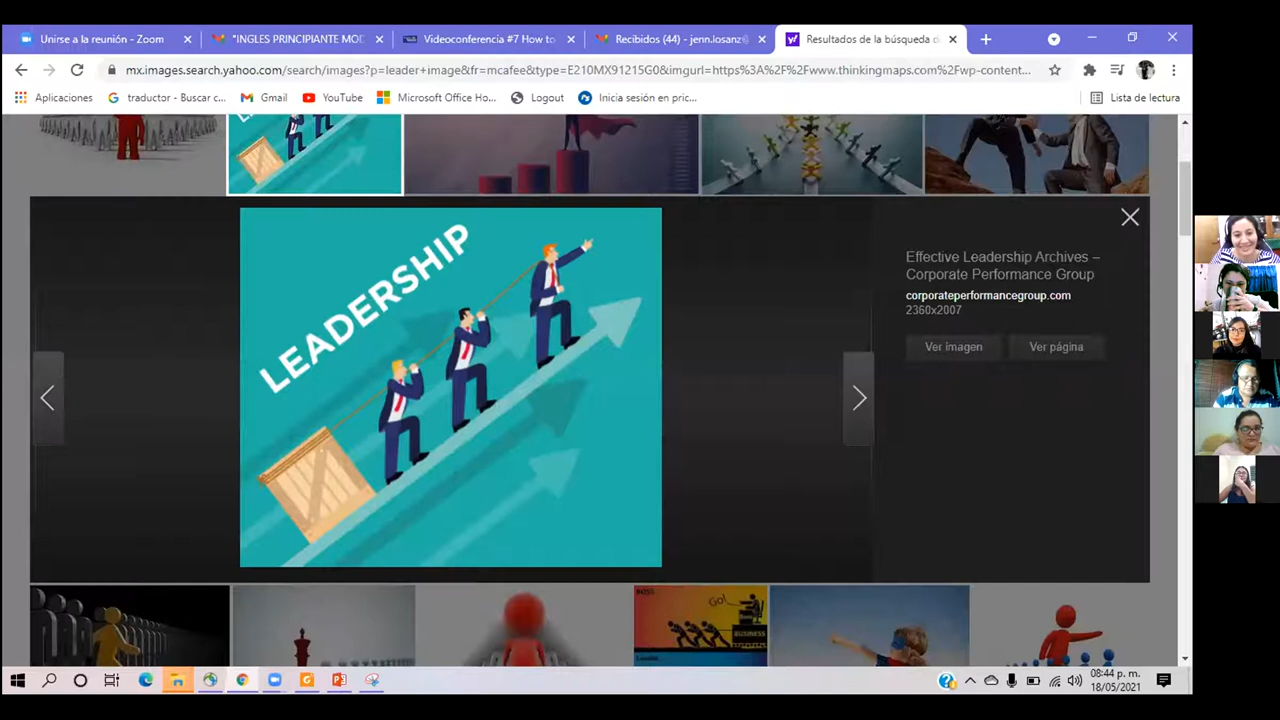 Unirse a la reunión - Zoom
"INGLES PRINCIPIANTE MOD
Videoconferencia #7 How to
Recibidos (44) - jenn.losanz@
Resultados de la búsqueda d
mx.images.search.yahoo.com/search/images?p=leader+image&fr=mcafee&type=E210MX91215G0&imgurl=https%3A%2F%2Fwww.thinkingmaps.com%2Fwp-content...
Aplicaciones
traductor - Buscar c...
Gmail
YouTube
Microsoft Office Ho...
Logout
Inicia sesión en pric...
Lista de lectura
LEADERSHIP
Effective Leadership Archives –
Corporate Performance Group
corporateperformancegroup.com
2360x2007
Ver imagen
Ver página
Go!
BUSINESS
08:44 p. m.
18/05/2021